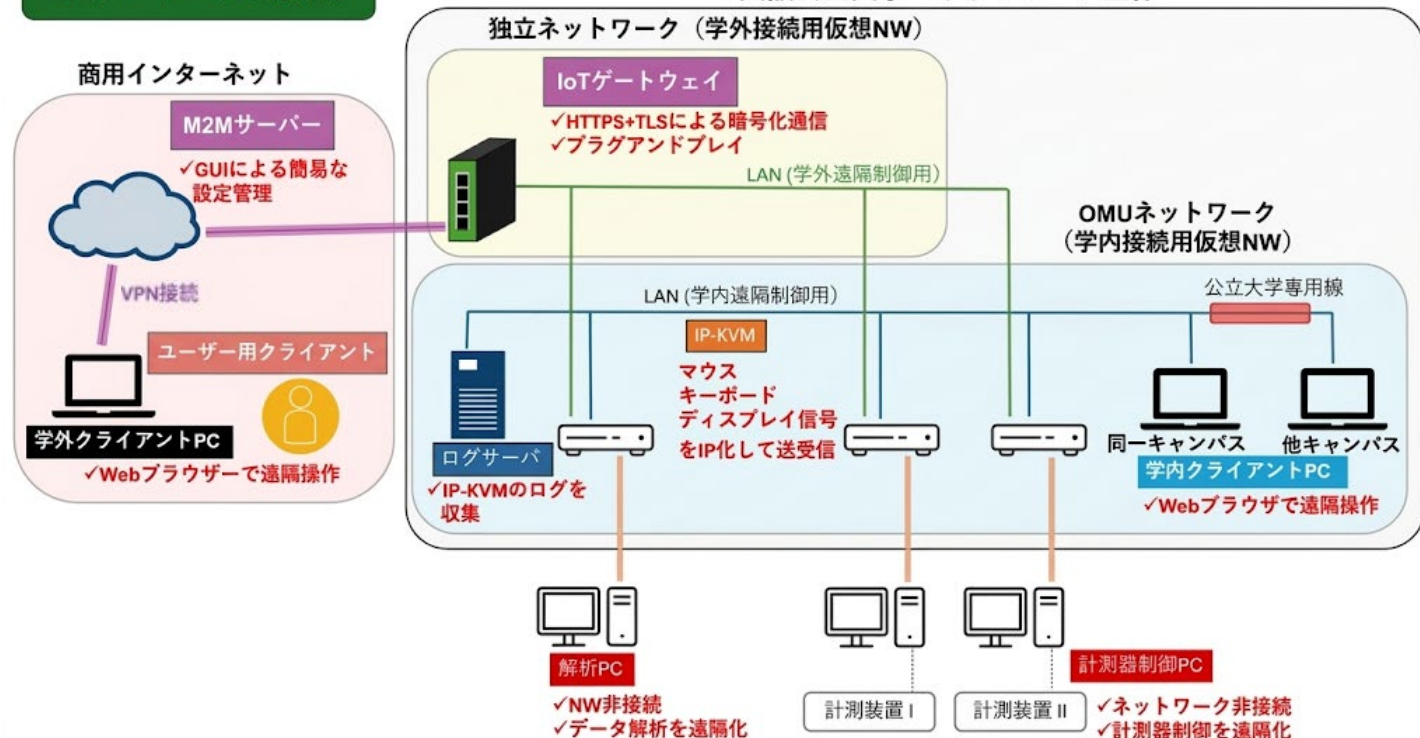 独立ネットワーク（学外接続用仮想NW）
商用インターネット
M2Mサーバー
✓GUIによる簡易な
設定管理
VPN接続
ユーザー用クライアント
学外クライアントPC
✓Webブラウザーで遠隔操作
IoTゲートウェイ
✓HTTPS+TLSによる暗号化通信
✓プラグアンドプレイ
LAN (学外遠隔制御用)
OMUネットワーク
（学内接続用仮想NW）
LAN (学内遠隔制御用)
公立大学専用線
IP-KVM
マウス
キーボード
ディスプレイ信号
をIP化して送受信
ログサーバ
✓IP-KVMのログを
収集
同一キャンパス
他キャンパス
学内クライアントPC
✓Webブラウザで遠隔操作
解析PC
✓NW非接続
✓データ解析を遠隔化
計測装置 I
計測装置 II
計測器制御PC
✓ネットワーク非接続
✓計測器制御を遠隔化